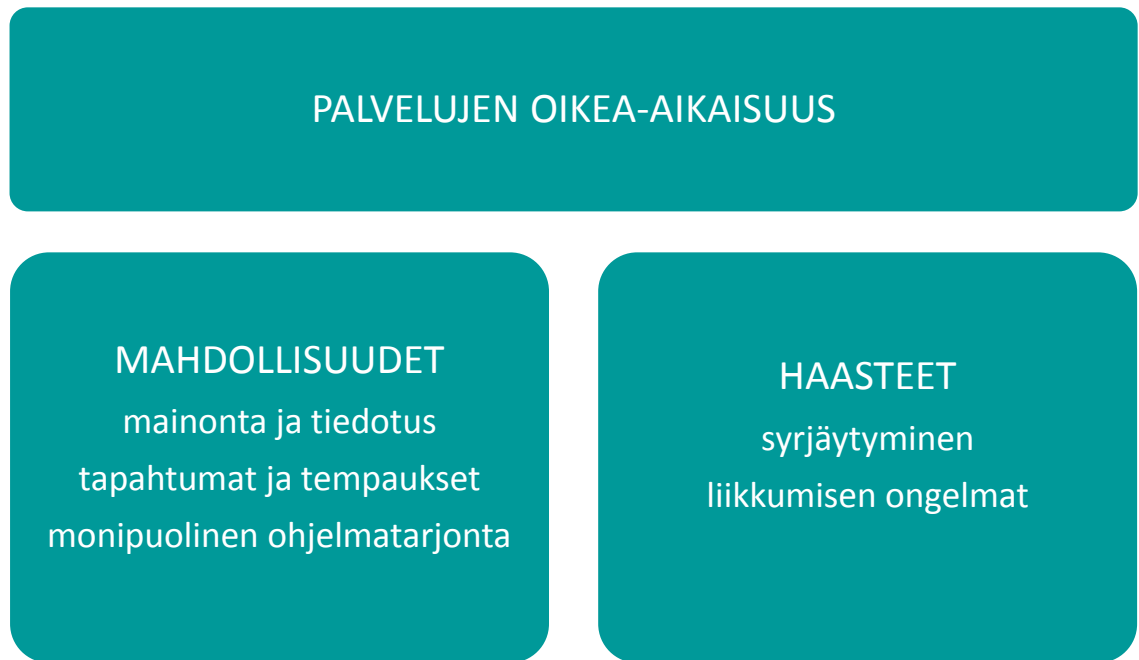 PALVELUJEN OIKEA-AIKAISUUS
MAHDOLLISUUDET
mainonta ja tiedotus
tapahtumat ja tempaukset
monipuolinen ohjelmatarjonta
HAASTEET
syrjäytyminen
liikkumisen ongelmat